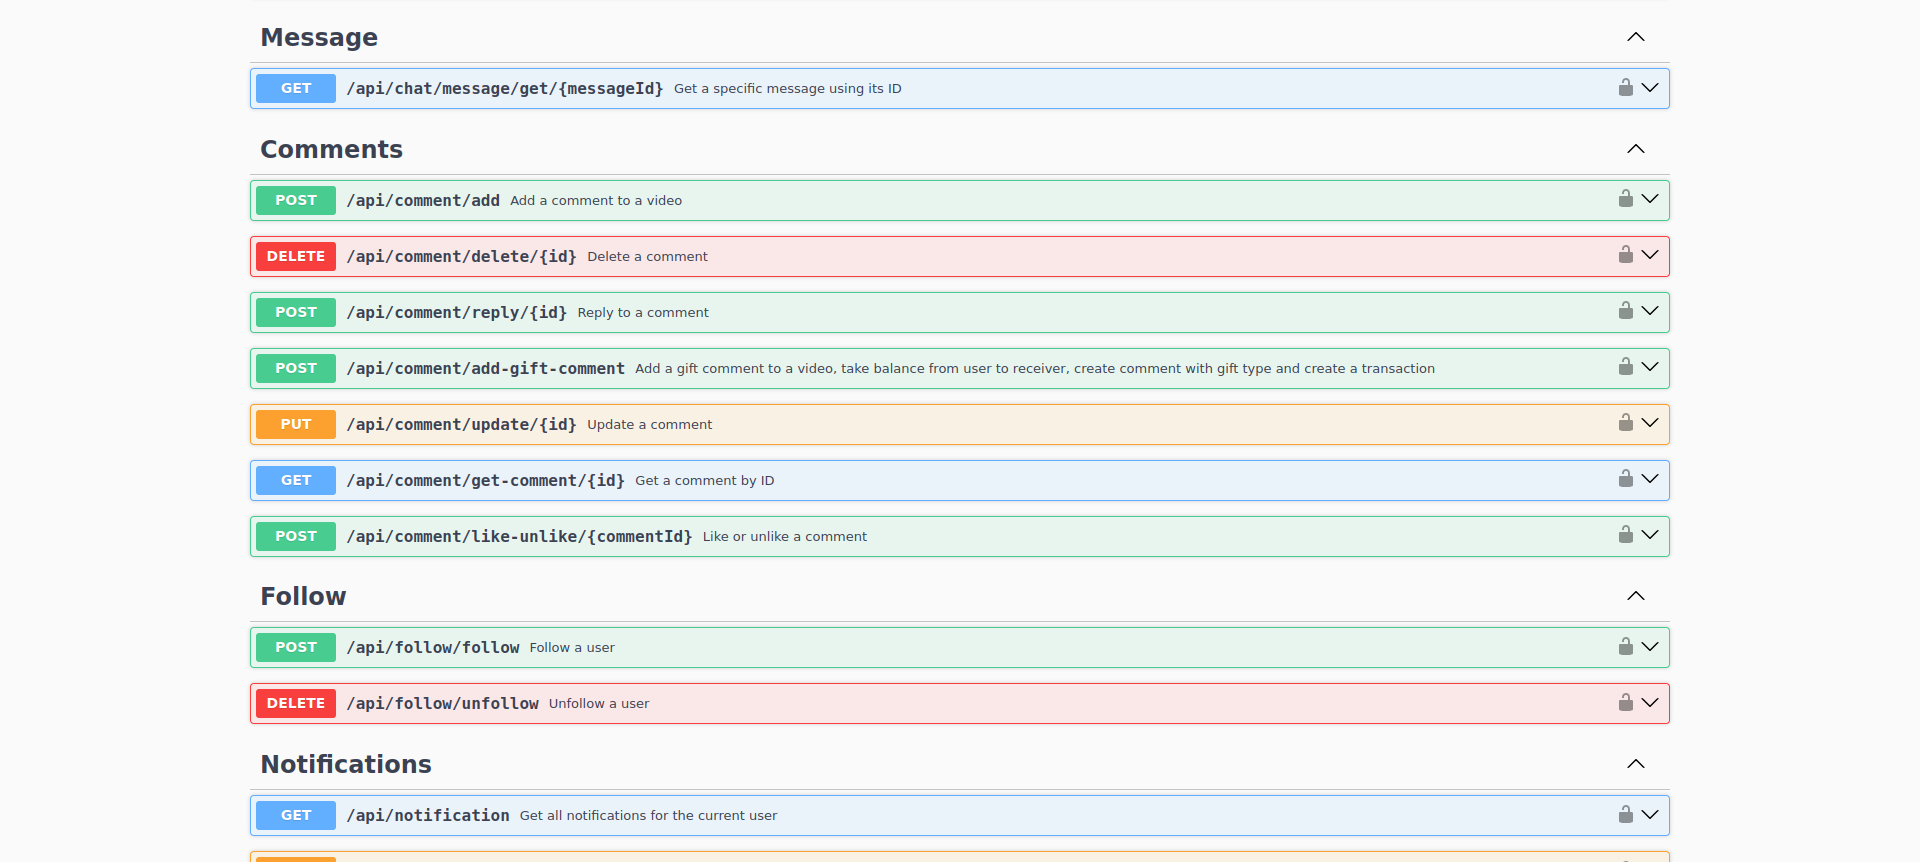 Message
GET /api/chat/message/get/{messageId} Get a specific message using its ID
Comments
POST /api/comment/add Add a comment to a video
DELETE /api/comment/delete/{id} Delete a comment
POST /api/comment/reply/{id} Reply to a comment
POST /api/comment/add-gift-comment Add a gift comment to a video, take balance from user to receiver, create comment with gift type and create a transaction
PUT /api/comment/update/{id} Update a comment
GET /api/comment/get-comment/{id} Get a comment by ID
POST /api/comment/like-unlike/{commentId} Like or unlike a comment
Follow
POST /api/follow/follow Follow a user
DELETE /api/follow/unfollow Unfollow a user
Notifications
GET /api/notification Get all notifications for the current user